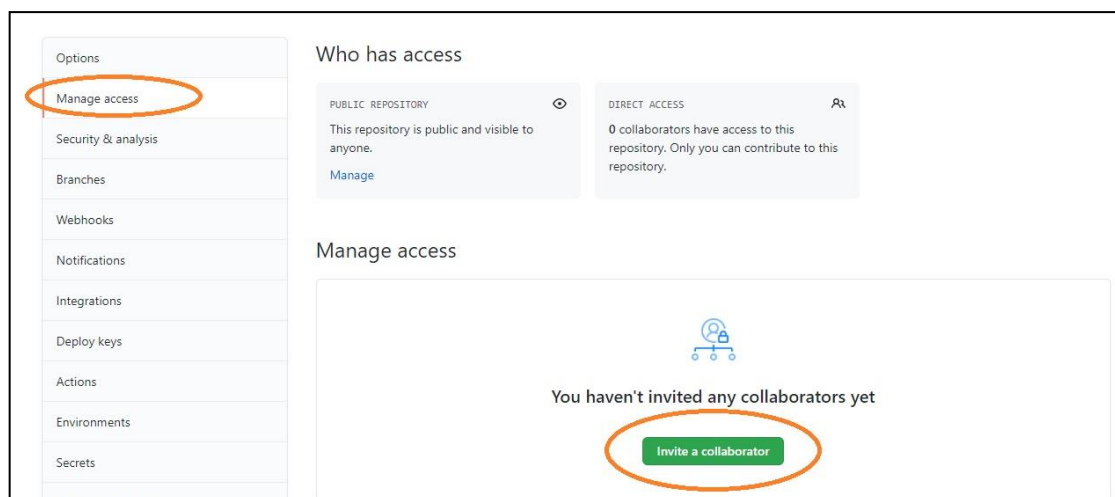 Options
Manage access
Security & analysis
Branches
Webhooks
Notifications
Integrations
Deploy keys
Actions
Environments
Secrets
Who has access
PUBLIC REPOSITORY
This repository is public and visible to
anyone.
Manage
DIRECT ACCESS
0 collaborators have access to this
repository. Only you can contribute to this
repository.
Manage access
You haven't invited any collaborators yet
Invite a collaborator